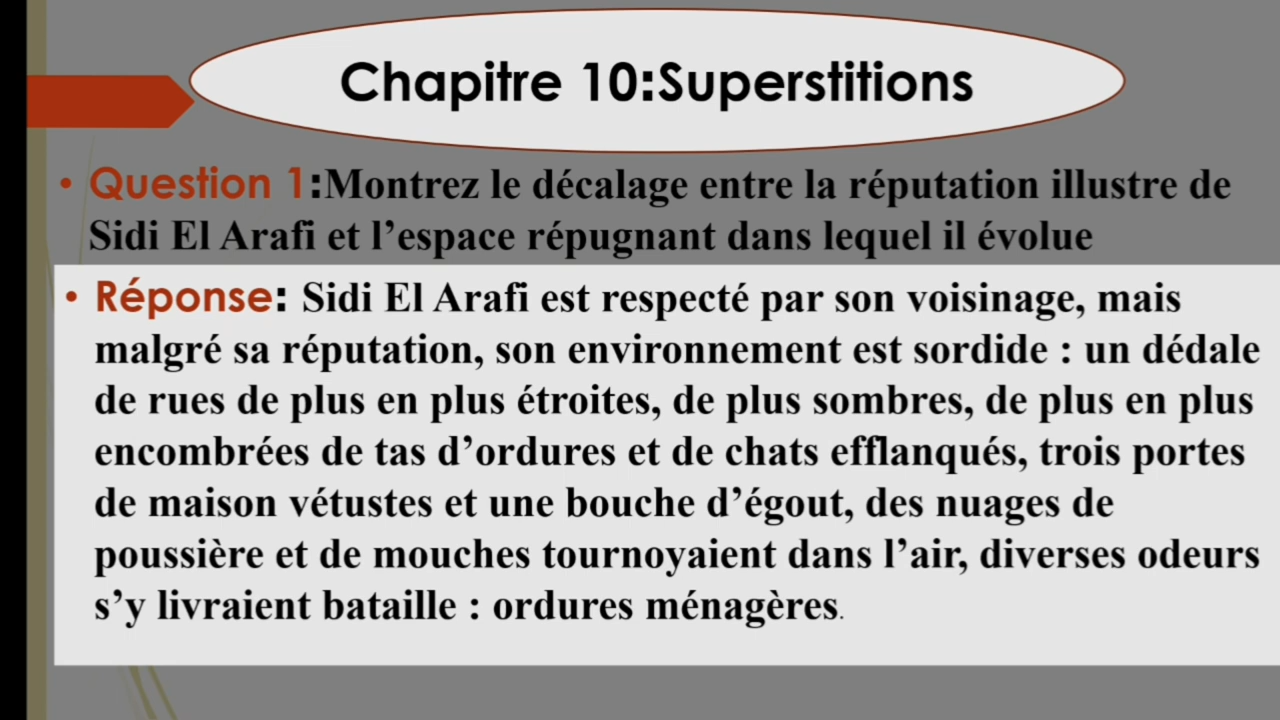 Chapitre 10:Superstitions
• Question 1:Montrez le décalage entre la réputation illustre de
Sidi El Arafi et l’espace répugnant dans lequel il évolue
• Réponse: Sidi El Arafi est respecté par son voisinage, mais
malgré sa réputation, son environnement est sordide : un dédale
de rues de plus en plus étroites, de plus sombres, de plus en plus
encombrées de tas d’ordures et de chats efflanqués, trois portes
de maison vétustes et une bouche d’égout, des nuages de
poussière et de mouches tournoyaient dans l’air, diverses odeurs
s’y livraient bataille : ordures ménagères.